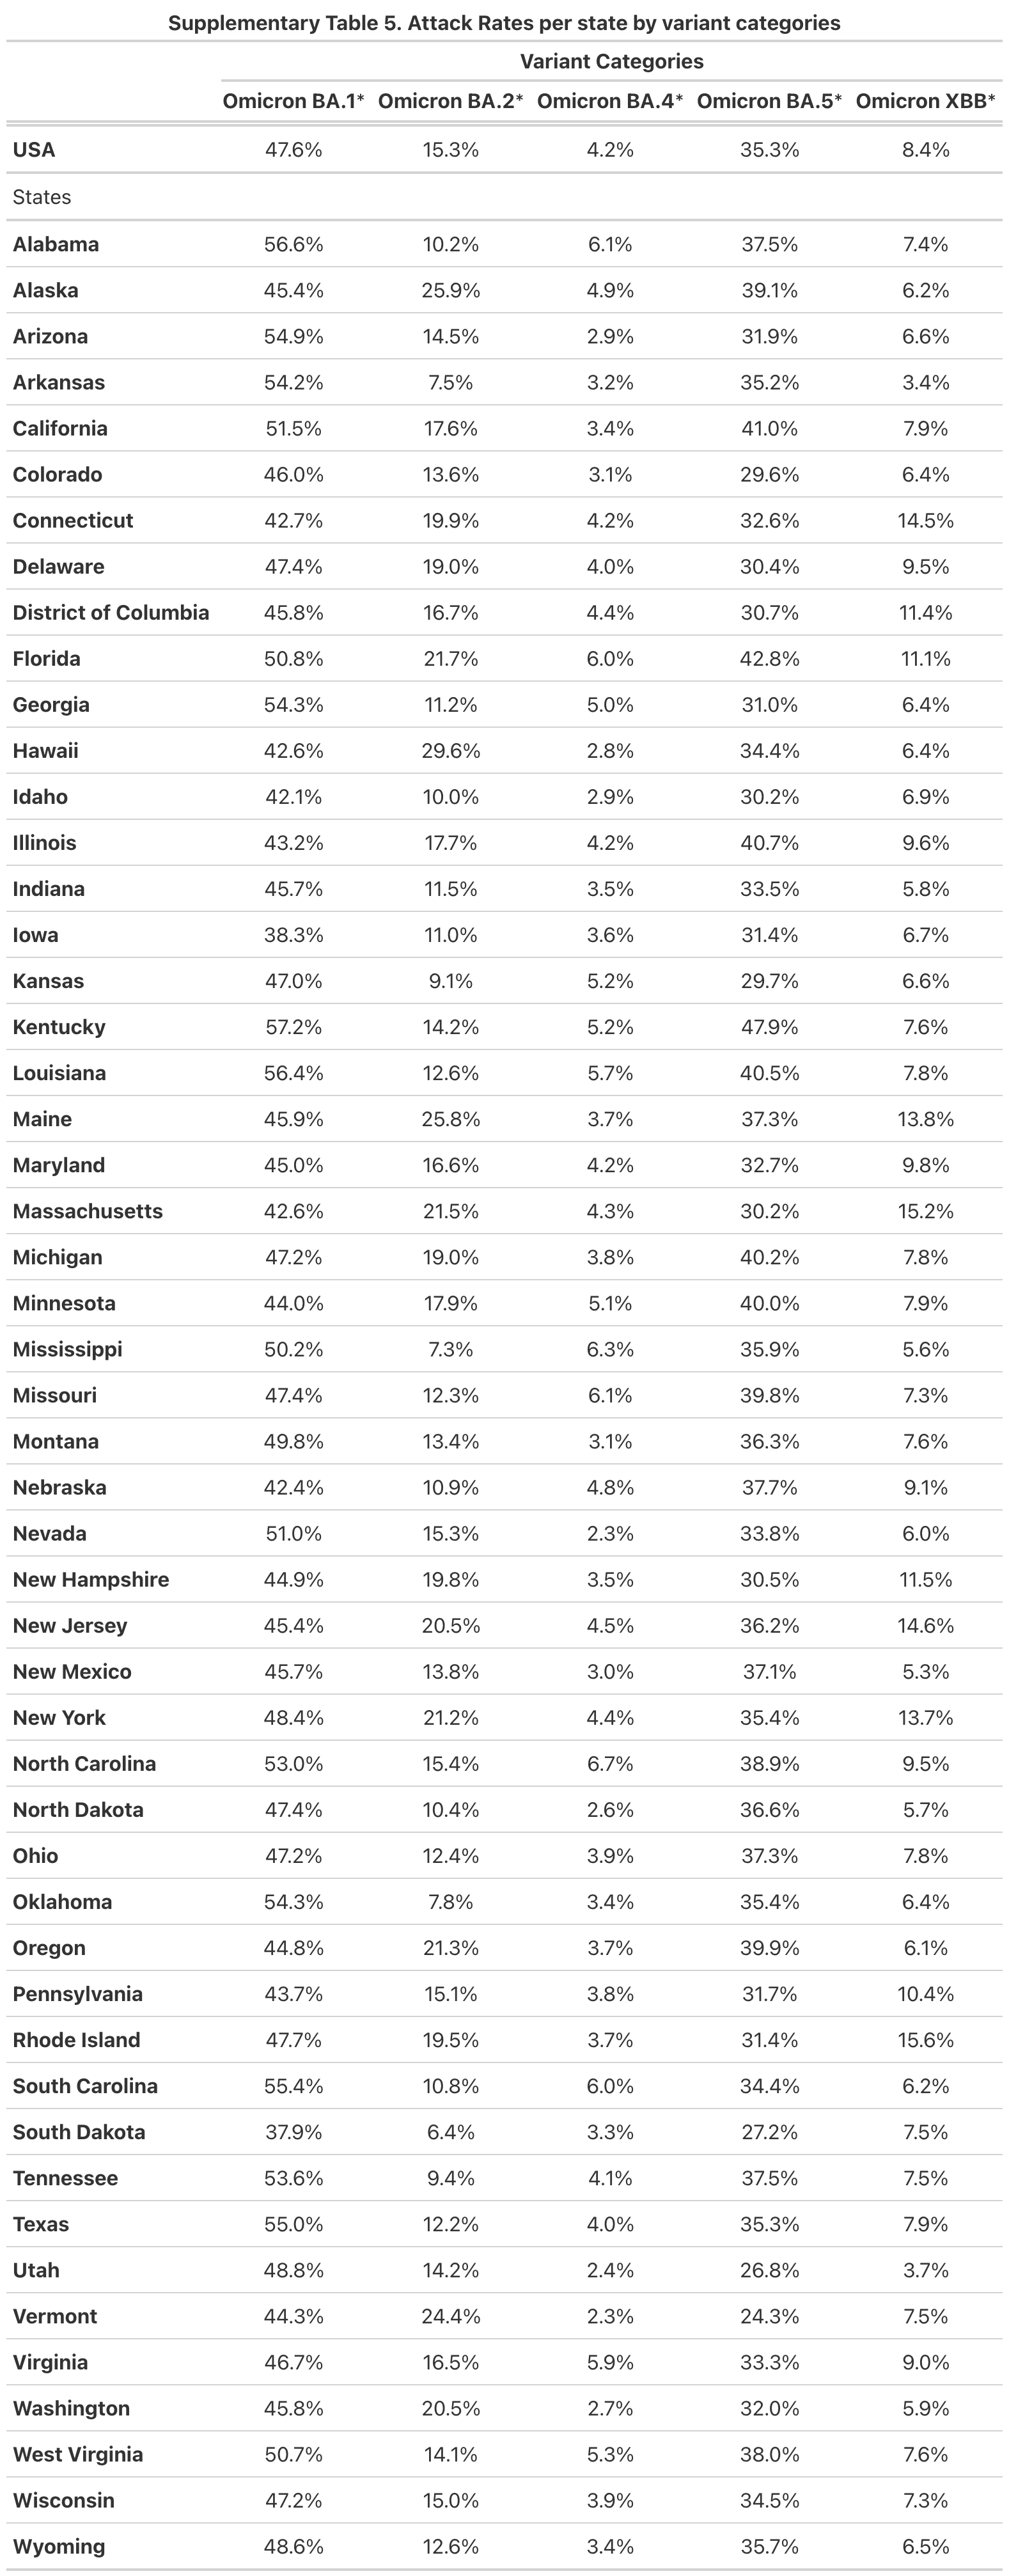 Supplementary Table 5. Attack Rates per state by variant categories
Variant Categories
Omicron BA.1* Omicron BA.2* Omicron BA.4* Omicron BA.5* Omicron XBB*
USA 47.6% 15.3% 4.2% 35.3% 8.4%
States
Alabama 56.6% 10.2% 6.1% 37.5% 7.4%
Alaska 45.4% 25.9% 4.9% 39.1% 6.2%
Arizona 54.9% 14.5% 2.9% 31.9% 6.6%
Arkansas 54.2% 7.5% 3.2% 35.2% 3.4%
California 51.5% 17.6% 3.4% 41.0% 7.9%
Colorado 46.0% 13.6% 3.1% 29.6% 6.4%
Connecticut 42.7% 19.9% 4.2% 32.6% 14.5%
Delaware 47.4% 19.0% 4.0% 30.4% 9.5%
District of Columbia 45.8% 16.7% 4.4% 30.7% 11.4%
Florida 50.8% 21.7% 6.0% 42.8% 11.1%
Georgia 54.3% 11.2% 5.0% 31.0% 6.4%
Hawaii 42.6% 29.6% 2.8% 34.4% 6.4%
Idaho 42.1% 10.0% 2.9% 30.2% 6.9%
Illinois 43.2% 17.7% 4.2% 40.7% 9.6%
Indiana 45.7% 11.5% 3.5% 33.5% 5.8%
Iowa 38.3% 11.0% 3.6% 31.4% 6.7%
Kansas 47.0% 9.1% 5.2% 29.7% 6.6%
Kentucky 57.2% 14.2% 5.2% 47.9% 7.6%
Louisiana 56.4% 12.6% 5.7% 40.5% 7.8%
Maine 45.9% 25.8% 3.7% 37.3% 13.8%
Maryland 45.0% 16.6% 4.2% 32.7% 9.8%
Massachusetts 42.6% 21.5% 4.3% 30.2% 15.2%
Michigan 47.2% 19.0% 3.8% 40.2% 7.8%
Minnesota 44.0% 17.9% 5.1% 40.0% 7.9%
Mississippi 50.2% 7.3% 6.3% 35.9% 5.6%
Missouri 47.4% 12.3% 6.1% 39.8% 7.3%
Montana 49.8% 13.4% 3.1% 36.3% 7.6%
Nebraska 42.4% 10.9% 4.8% 37.7% 9.1%
Nevada 51.0% 15.3% 2.3% 33.8% 6.0%
New Hampshire 44.9% 19.8% 3.5% 30.5% 11.5%
New Jersey 45.4% 20.5% 4.5% 36.2% 14.6%
New Mexico 45.7% 13.8% 3.0% 37.1% 5.3%
New York 48.4% 21.2% 4.4% 35.4% 13.7%
North Carolina 53.0% 15.4% 6.7% 38.9% 9.5%
North Dakota 47.4% 10.4% 2.6% 36.6% 5.7%
Ohio 47.2% 12.4% 3.9% 37.3% 7.8%
Oklahoma 54.3% 7.8% 3.4% 35.4% 6.4%
Oregon 44.8% 21.3% 3.7% 39.9% 6.1%
Pennsylvania 43.7% 15.1% 3.8% 31.7% 10.4%
Rhode Island 47.7% 19.5% 3.7% 31.4% 15.6%
South Carolina 55.4% 10.8% 6.0% 34.4% 6.2%
South Dakota 37.9% 6.4% 3.3% 27.2% 7.5%
Tennessee 53.6% 9.4% 4.1% 37.5% 7.5%
Texas 55.0% 12.2% 4.0% 35.3% 7.9%
Utah 48.8% 14.2% 2.4% 26.8% 3.7%
Vermont 44.3% 24.4% 2.3% 24.3% 7.5%
Virginia 46.7% 16.5% 5.9% 33.3% 9.0%
Washington 45.8% 20.5% 2.7% 32.0% 5.9%
West Virginia 50.7% 14.1% 5.3% 38.0% 7.6%
Wisconsin 47.2% 15.0% 3.9% 34.5% 7.3%
Wyoming 48.6% 12.6% 3.4% 35.7% 6.5%